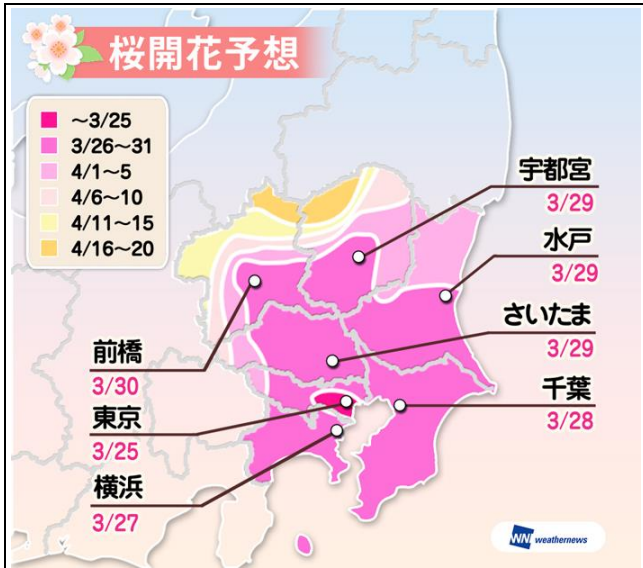 桜開花予想
～3/25
3/26～31
4/1～5
4/6～10
4/11～15
4/16～20
宇都宮
3/29
水戸
3/29
さいたま
3/29
千葉
3/28
前橋
3/30
東京
3/25
横浜
3/27
WNI weathernews